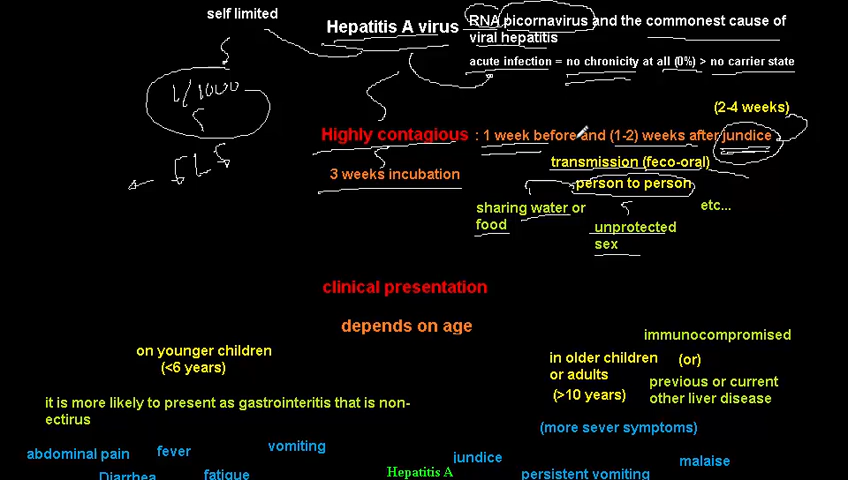 self limited
Hepatitis A virus
RNA picornavirus and the commonest cause of
viral hepatitis
acute infection = no chronicity at all (0%) > no carrier state
1/1000
(2-4 weeks)
Highly contagious : 1 week before and (1-2) weeks after jundice
transmission (feco-oral)
3 weeks incubation
person to person
sharing water or
food
etc...
unprotected
sex
clinical presentation
depends on age
immunocompromised
on younger children
(<6 years)
in older children
or adults
(>10 years)
(or)
previous or current
other liver disease
it is more likely to present as gastrointeritis that is non-
ectirus
(more sever symptoms)
abdominal pain
fever
vomiting
jundice
malaise
Diarrhea
fatigue
Hepatitis A
persistent vomiting